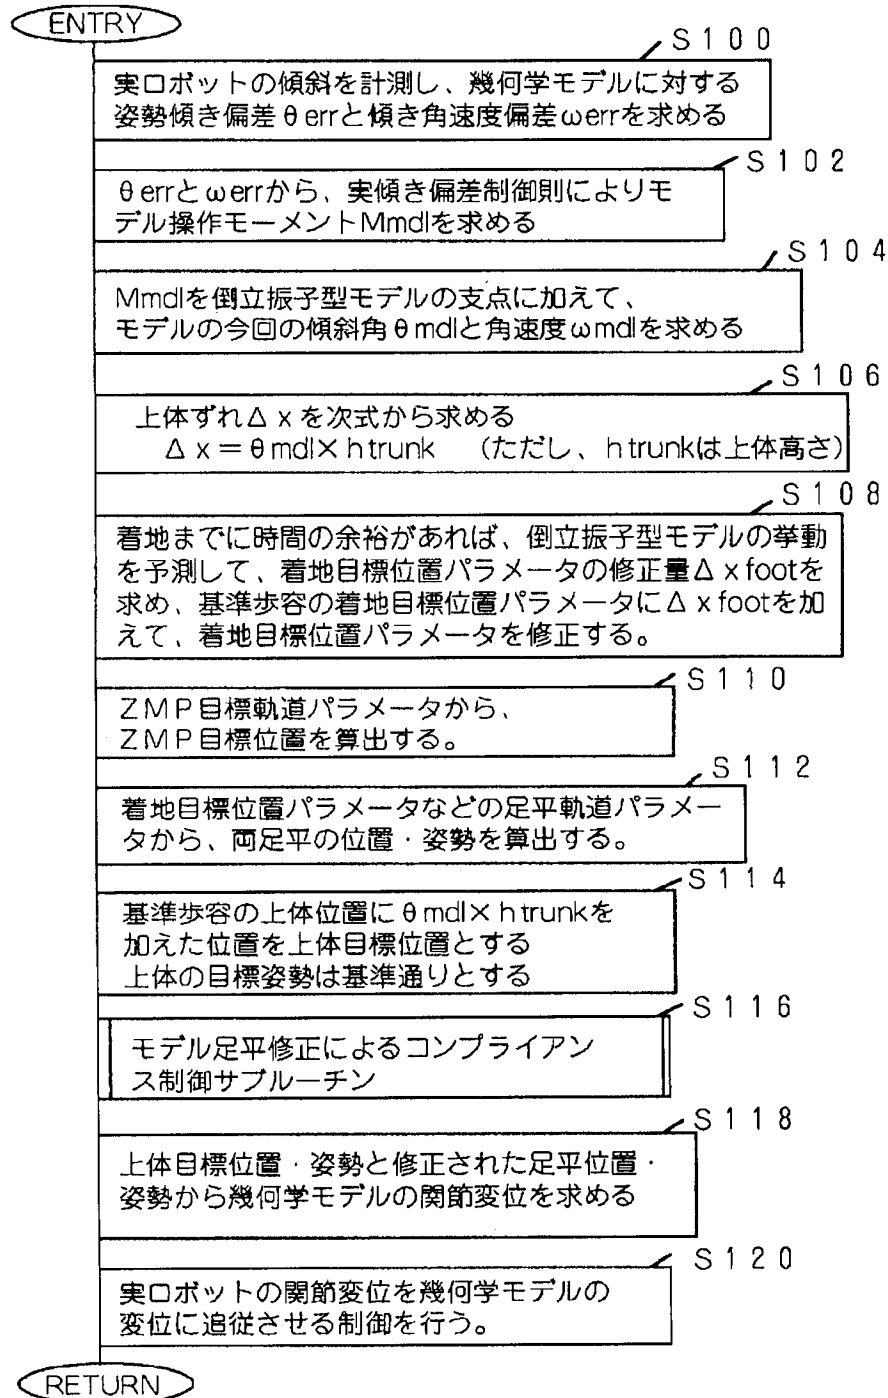 ENTRY
S100
実ロボットの傾斜を計測し、幾何学モデルに対する
姿勢傾き偏差θerrと傾き角速度偏差ωerrを求める
S102
θerrとωerrから、実傾き偏差制御則によりモ
デル操作モーメントMmdlを求める
S104
Mmdlを倒立振子型モデルの支点に加えて、
モデルの今回の傾斜角θmdlと角速度ωmdlを求める
S106
上体ずれΔxを次式から求める
Δx=θmdl×htrunk (ただし、htrunkは上体高さ)
S108
着地までに時間の余裕があれば、倒立振子型モデルの挙動
を予測して、着地目標位置パラメータの修正量Δxfootを
求め、基準歩容の着地目標位置パラメータにΔxfootを加
えて、着地目標位置パラメータを修正する。
S110
ZMP目標軌道パラメータから、
ZMP目標位置を算出する。
S112
着地目標位置パラメータなどの足平軌道パラメー
タから、両足平の位置・姿勢を算出する。
S114
基準歩容の上体位置にθmdl×htrunkを
加えた位置を上体目標位置とする
上体の目標姿勢は基準通りとする
S116
モデル足平修正によるコンプライアン
ス制御サブルーチン
S118
上体目標位置・姿勢と修正された足平位置・
姿勢から幾何学モデルの関節変位を求める
S120
実ロボットの関節変位を幾何学モデルの
変位に追従させる制御を行う。
RETURN